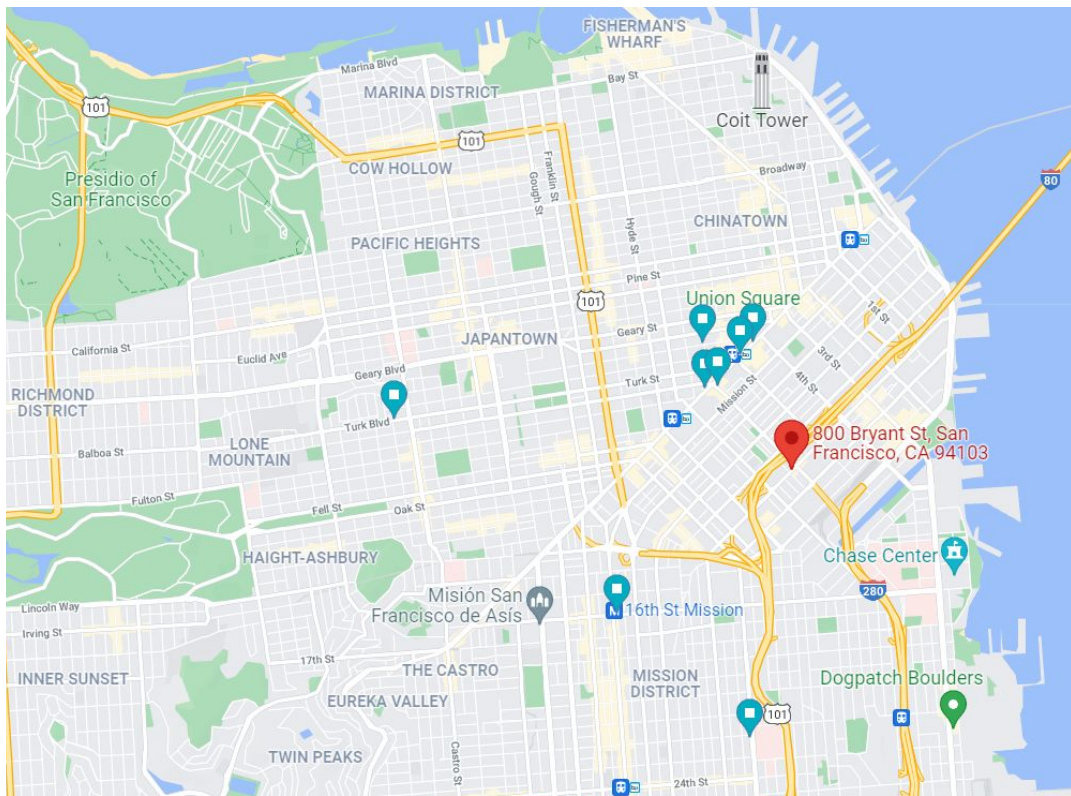 FISHERMAN'S
WHARF
Marina Blvd
Bay St
MARINA DISTRICT
101
101
Coit Tower
COW HOLLOW
Broadway
Franklin St
Gough St
Presidio of
San Francisco
80
Hyde St
CHINATOWN
PACIFIC HEIGHTS
Pine St
101
Union Square
1st St
Geary St
California St
Euclid Ave
JAPANTOWN
3rd St
Geary Blvd
Turk St
4th St
Mission St
RICHMOND
DISTRICT
Turk Blvd
800 Bryant St, San
Francisco, CA 94103
LONE
MOUNTAIN
Balboa St
Fulton St
Fell St
Oak St
HAIGHT-ASHBURY
Chase Center
280
Misión San
Francisco de Asís
16th St Mission
Lincoln Way
Irving St
17th St
THE CASTRO
INNER SUNSET
MISSION
DISTRICT
Dogpatch Boulders
EUREKA VALLEY
101
TWIN PEAKS
Castro St
24th St